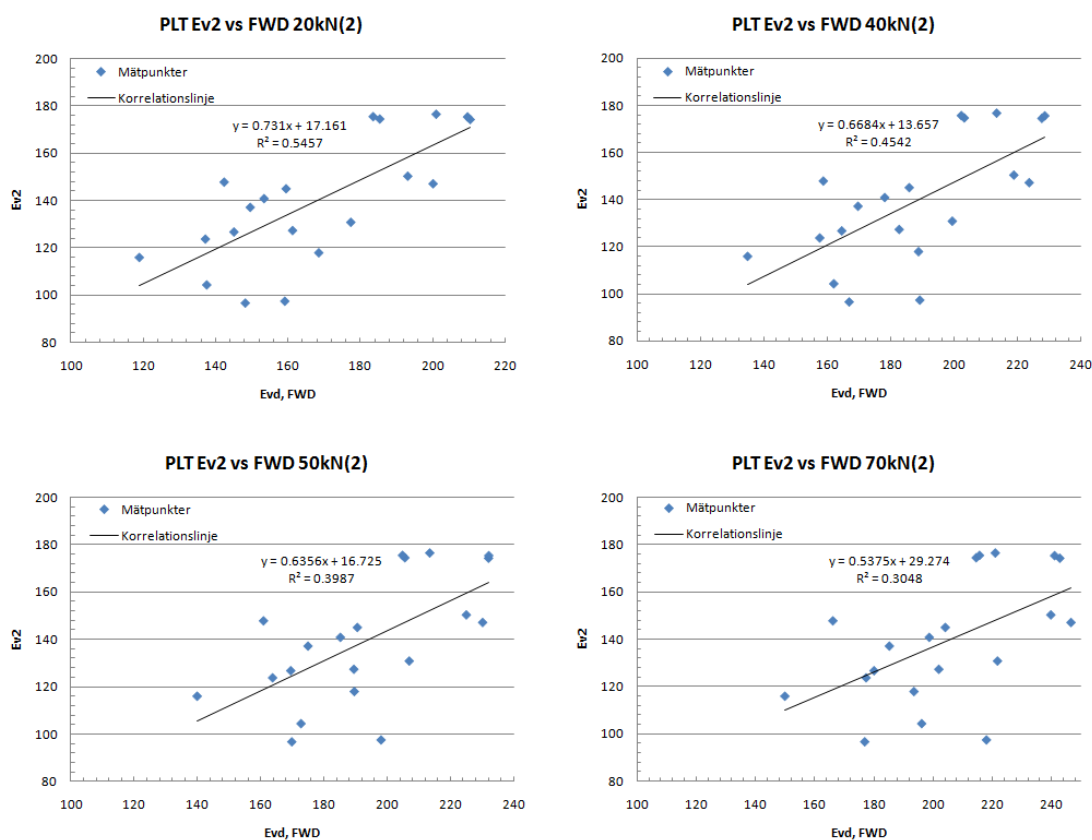 PLT Ev2 vs FWD 20kN(2)
200
180
160
140
120
100
80
Ev2
Mätpunkter
Korrelationslinje
y = 0.731x + 17.161
R² = 0.5457
100 120 140 160 180 200 220
Evd, FWD
PLT Ev2 vs FWD 40kN(2)
200
180
160
140
120
100
80
Ev2
Mätpunkter
Korrelationslinje
y = 0.6684x + 13.657
R² = 0.4542
100 120 140 160 180 200 220 240
Evd, FWD
PLT Ev2 vs FWD 50kN(2)
200
180
160
140
120
100
80
Ev2
Mätpunkter
Korrelationslinje
y = 0.6356x + 16.725
R² = 0.3987
100 120 140 160 180 200 220 240
Evd, FWD
PLT Ev2 vs FWD 70kN(2)
200
180
160
140
120
100
80
Ev2
Mätpunkter
Korrelationslinje
y = 0.5375x + 29.274
R² = 0.3048
100 120 140 160 180 200 220 240
Evd, FWD